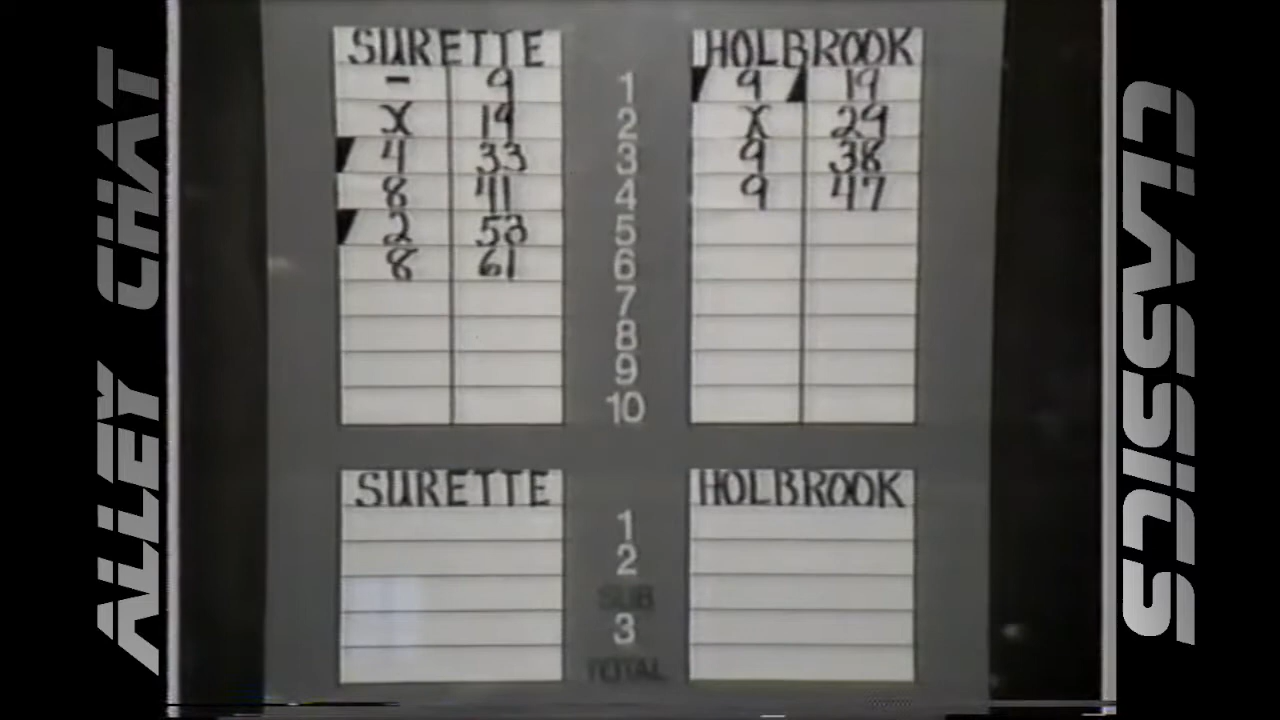 ALLEY CHAT
SURETTE HOLBROOK
- 9 1 9 19
X 19 2 X 29
4 33 3 9 38
8 41 4 9 47
2 53 5
8 61 6
7
8
9
10
SURETTE HOLBROOK
1
2
SUB
3
TOTAL
CLASSICS